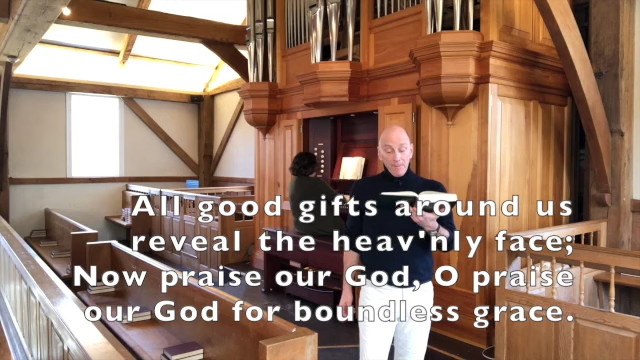 All good gifts around us
reveal the heav'nly face;
Now praise our God, O praise
our God for boundless grace.